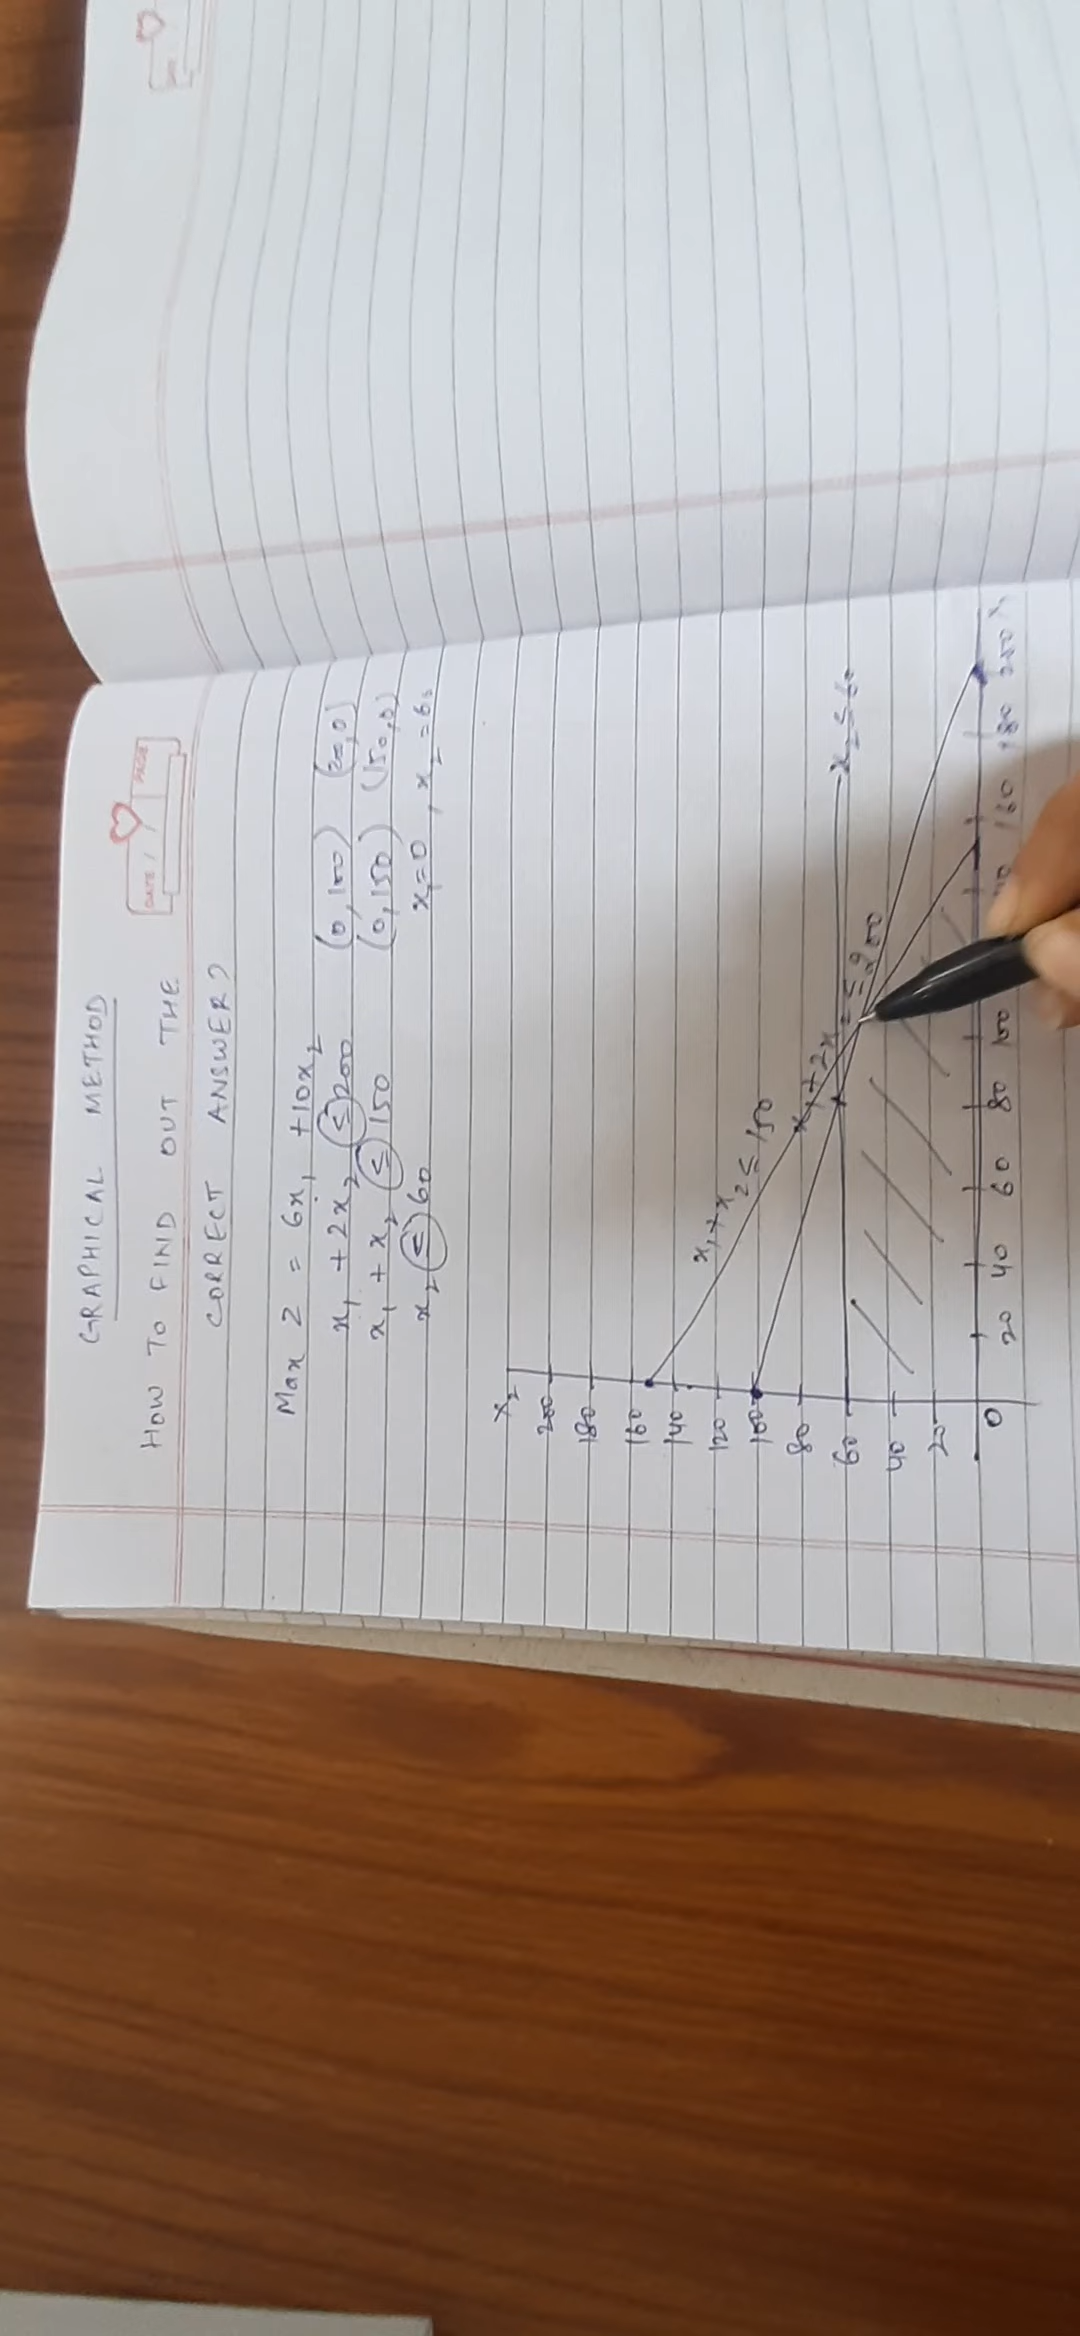 DATE / /
PAGE
GRAPHICAL METHOD
HOW TO FIND OUT THE
CORRECT ANSWER?
Max Z = 6x₁ + 10x₂
x₁ + 2x₂ ≤ 200 (0,100) (200,0)
x₁ + x₂ ≤ 150 (0,150) (150,0)
x₂ ≤ 60 x₁=0, x₂=60
X₂
200
180
160
140
120
100
80
60
40
20
0
x₁+x₂≤150
x₁+2x₂≤200
x₂≤60
20 40 60 80 100 160 180 200 X₁